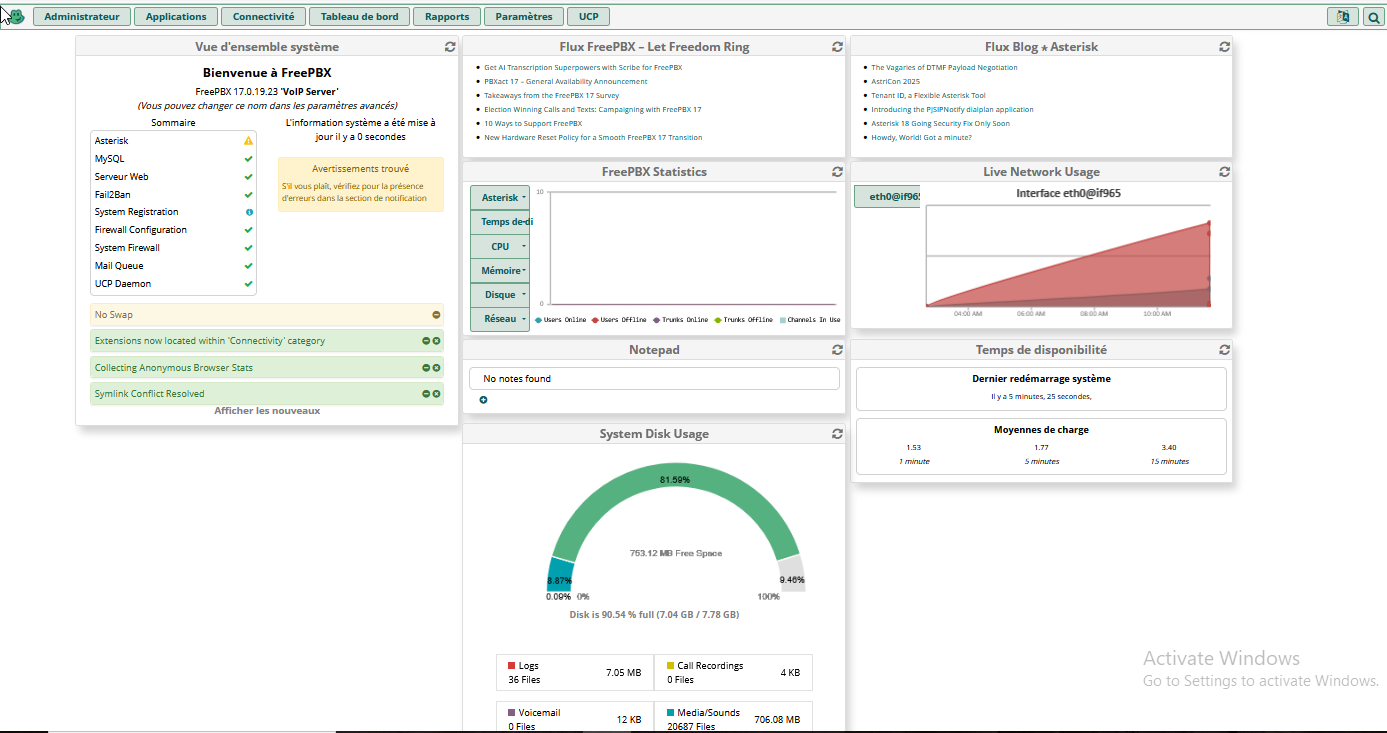 Administrateur
Applications
Connectivité
Tableau de bord
Rapports
Paramètres
UCP
Vue d'ensemble système
Bienvenue à FreePBX
FreePBX 17.0.19.23 'VoIP Server'
(Vous pouvez changer ce nom dans les paramètres avancés)
Sommaire
Asterisk
MySQL
Serveur Web
Fail2Ban
System Registration
Firewall Configuration
System Firewall
Mail Queue
UCP Daemon
L'information système a été mise à
jour il y a 0 secondes
Avertissements trouvé
S'il vous plaît, vérifiez pour la présence
d'erreurs dans la section de notification
No Swap
Extensions now located within 'Connectivity' category
Collecting Anonymous Browser Stats
Symlink Conflict Resolved
Afficher les nouveaux
Flux FreePBX – Let Freedom Ring
Get AI Transcription Superpowers with Scribe for FreePBX
PBXact 17 – General Availability Announcement
Takeaways from the FreePBX 17 Survey
Election Winning Calls and Texts: Campaigning with FreePBX 17
10 Ways to Support FreePBX
New Hardware Reset Policy for a Smooth FreePBX 17 Transition
FreePBX Statistics
Asterisk
Temps de di
CPU
Mémoire
Disque
Réseau
10
0
Users Online
Users Offline
Trunks Online
Trunks Offline
Channels In Use
Notepad
No notes found
System Disk Usage
81.59%
753.12 MB Free Space
8.87%
9.46%
0.09%
0%
100%
Disk is 90.54 % full (7.04 GB / 7.78 GB)
Logs
36 Files
7.05 MB
Call Recordings
0 Files
4 KB
Voicemail
0 Files
12 KB
Media/Sounds
20687 Files
706.08 MB
Flux Blog ★ Asterisk
The Vagaries of DTMF Payload Negotiation
AstriCon 2025
Tenant ID, a Flexible Asterisk Tool
Introducing the PJSIPNotify dialplan application
Asterisk 18 Going Security Fix Only Soon
Howdy, World! Got a minute?
Live Network Usage
eth0@if965
Interface eth0@if965
04:00 AM
06:00 AM
08:00 AM
10:00 AM
Temps de disponibilité
Dernier redémarrage système
Il y a 5 minutes, 25 secondes,
Moyennes de charge
1.53
1.77
3.40
1 minute
5 minutes
15 minutes
Activate Windows
Go to Settings to activate Windows.